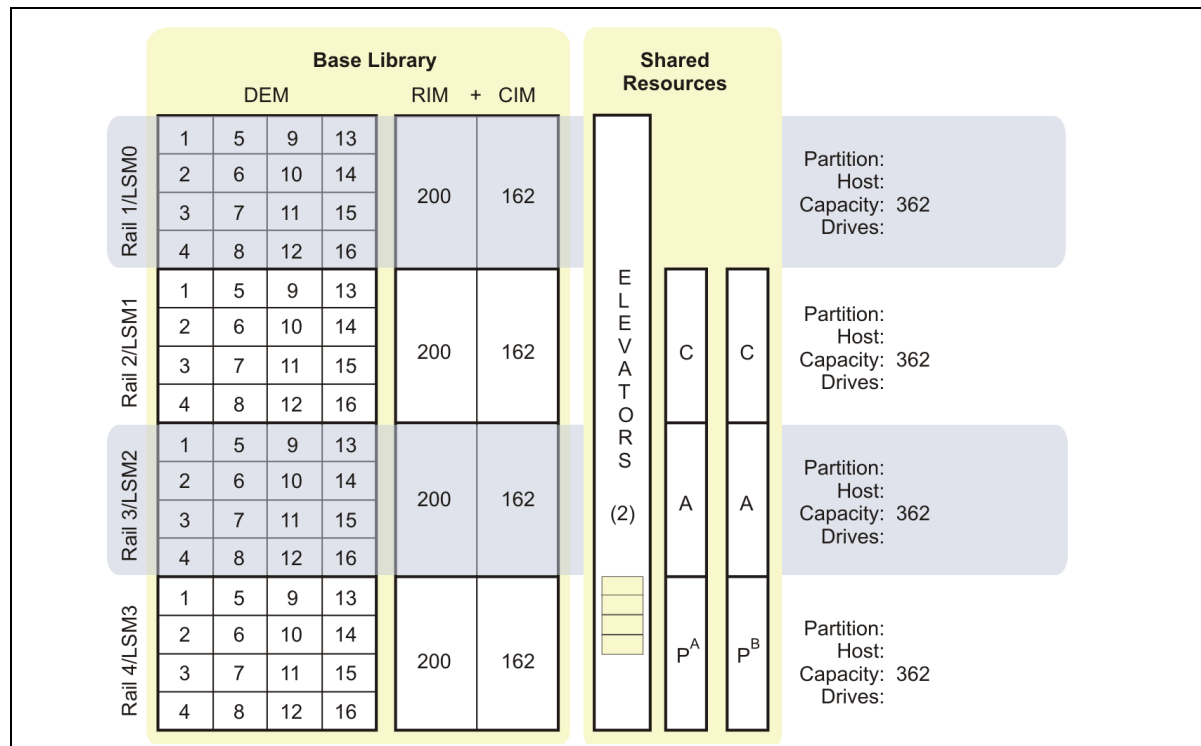 Base Library
Shared
Resources
DEM
RIM + CIM
Rail 1/LSM0
1 5 9 13
2 6 10 14
3 7 11 15
4 8 12 16
200 162
Partition:
Host:
Capacity: 362
Drives:
Rail 2/LSM1
1 5 9 13
2 6 10 14
3 7 11 15
4 8 12 16
200 162
Partition:
Host:
Capacity: 362
Drives:
Rail 3/LSM2
1 5 9 13
2 6 10 14
3 7 11 15
4 8 12 16
200 162
Partition:
Host:
Capacity: 362
Drives:
Rail 4/LSM3
1 5 9 13
2 6 10 14
3 7 11 15
4 8 12 16
200 162
Partition:
Host:
Capacity: 362
Drives:
ELEVATORS
(2)
C C
A A
P^A P^B